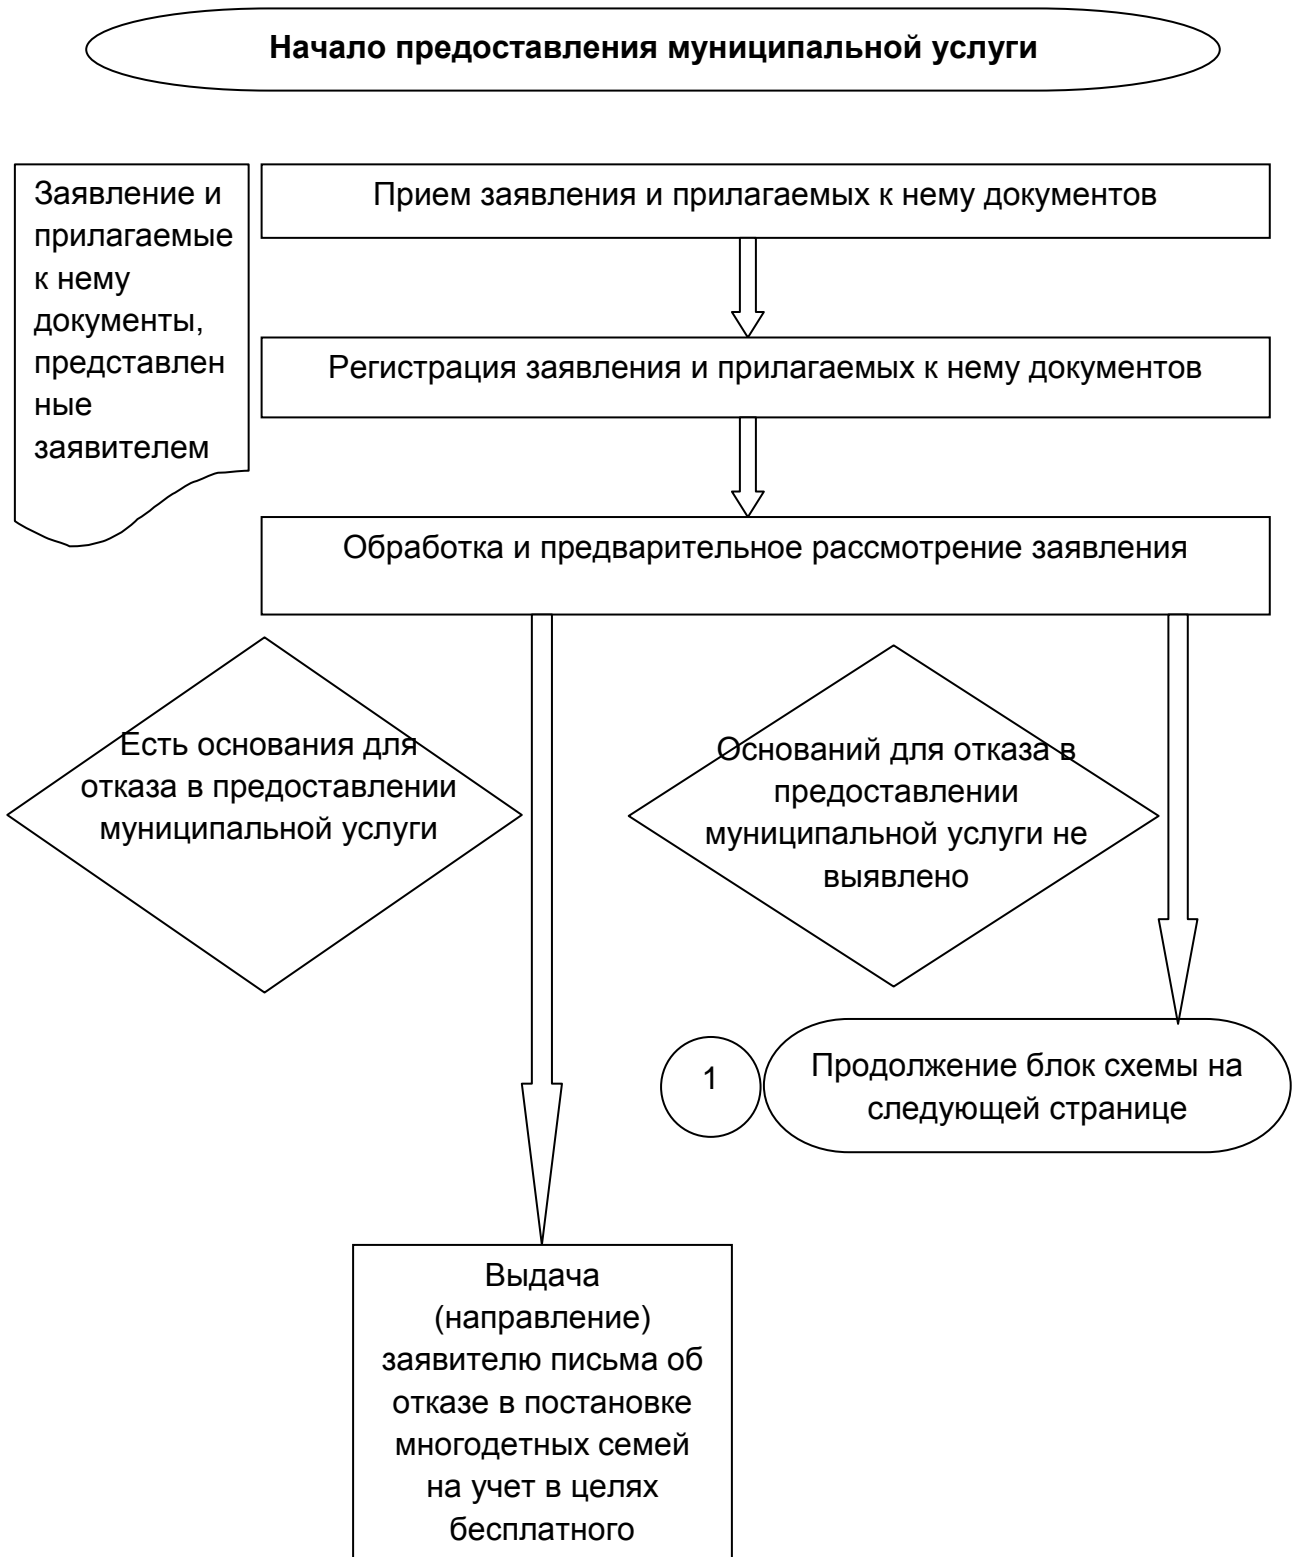 Начало предоставления муниципальной услуги
Заявление и
прилагаемые
к нему
документы,
представлен
ные
заявителем
Прием заявления и прилагаемых к нему документов
Регистрация заявления и прилагаемых к нему документов
Обработка и предварительное рассмотрение заявления
Есть основания для
отказа в предоставлении
муниципальной услуги
Оснований для отказа в
предоставлении
муниципальной услуги не
выявлено
1
Продолжение блок схемы на
следующей странице
Выдача
(направление)
заявителю письма об
отказе в постановке
многодетных семей
на учет в целях
бесплатного